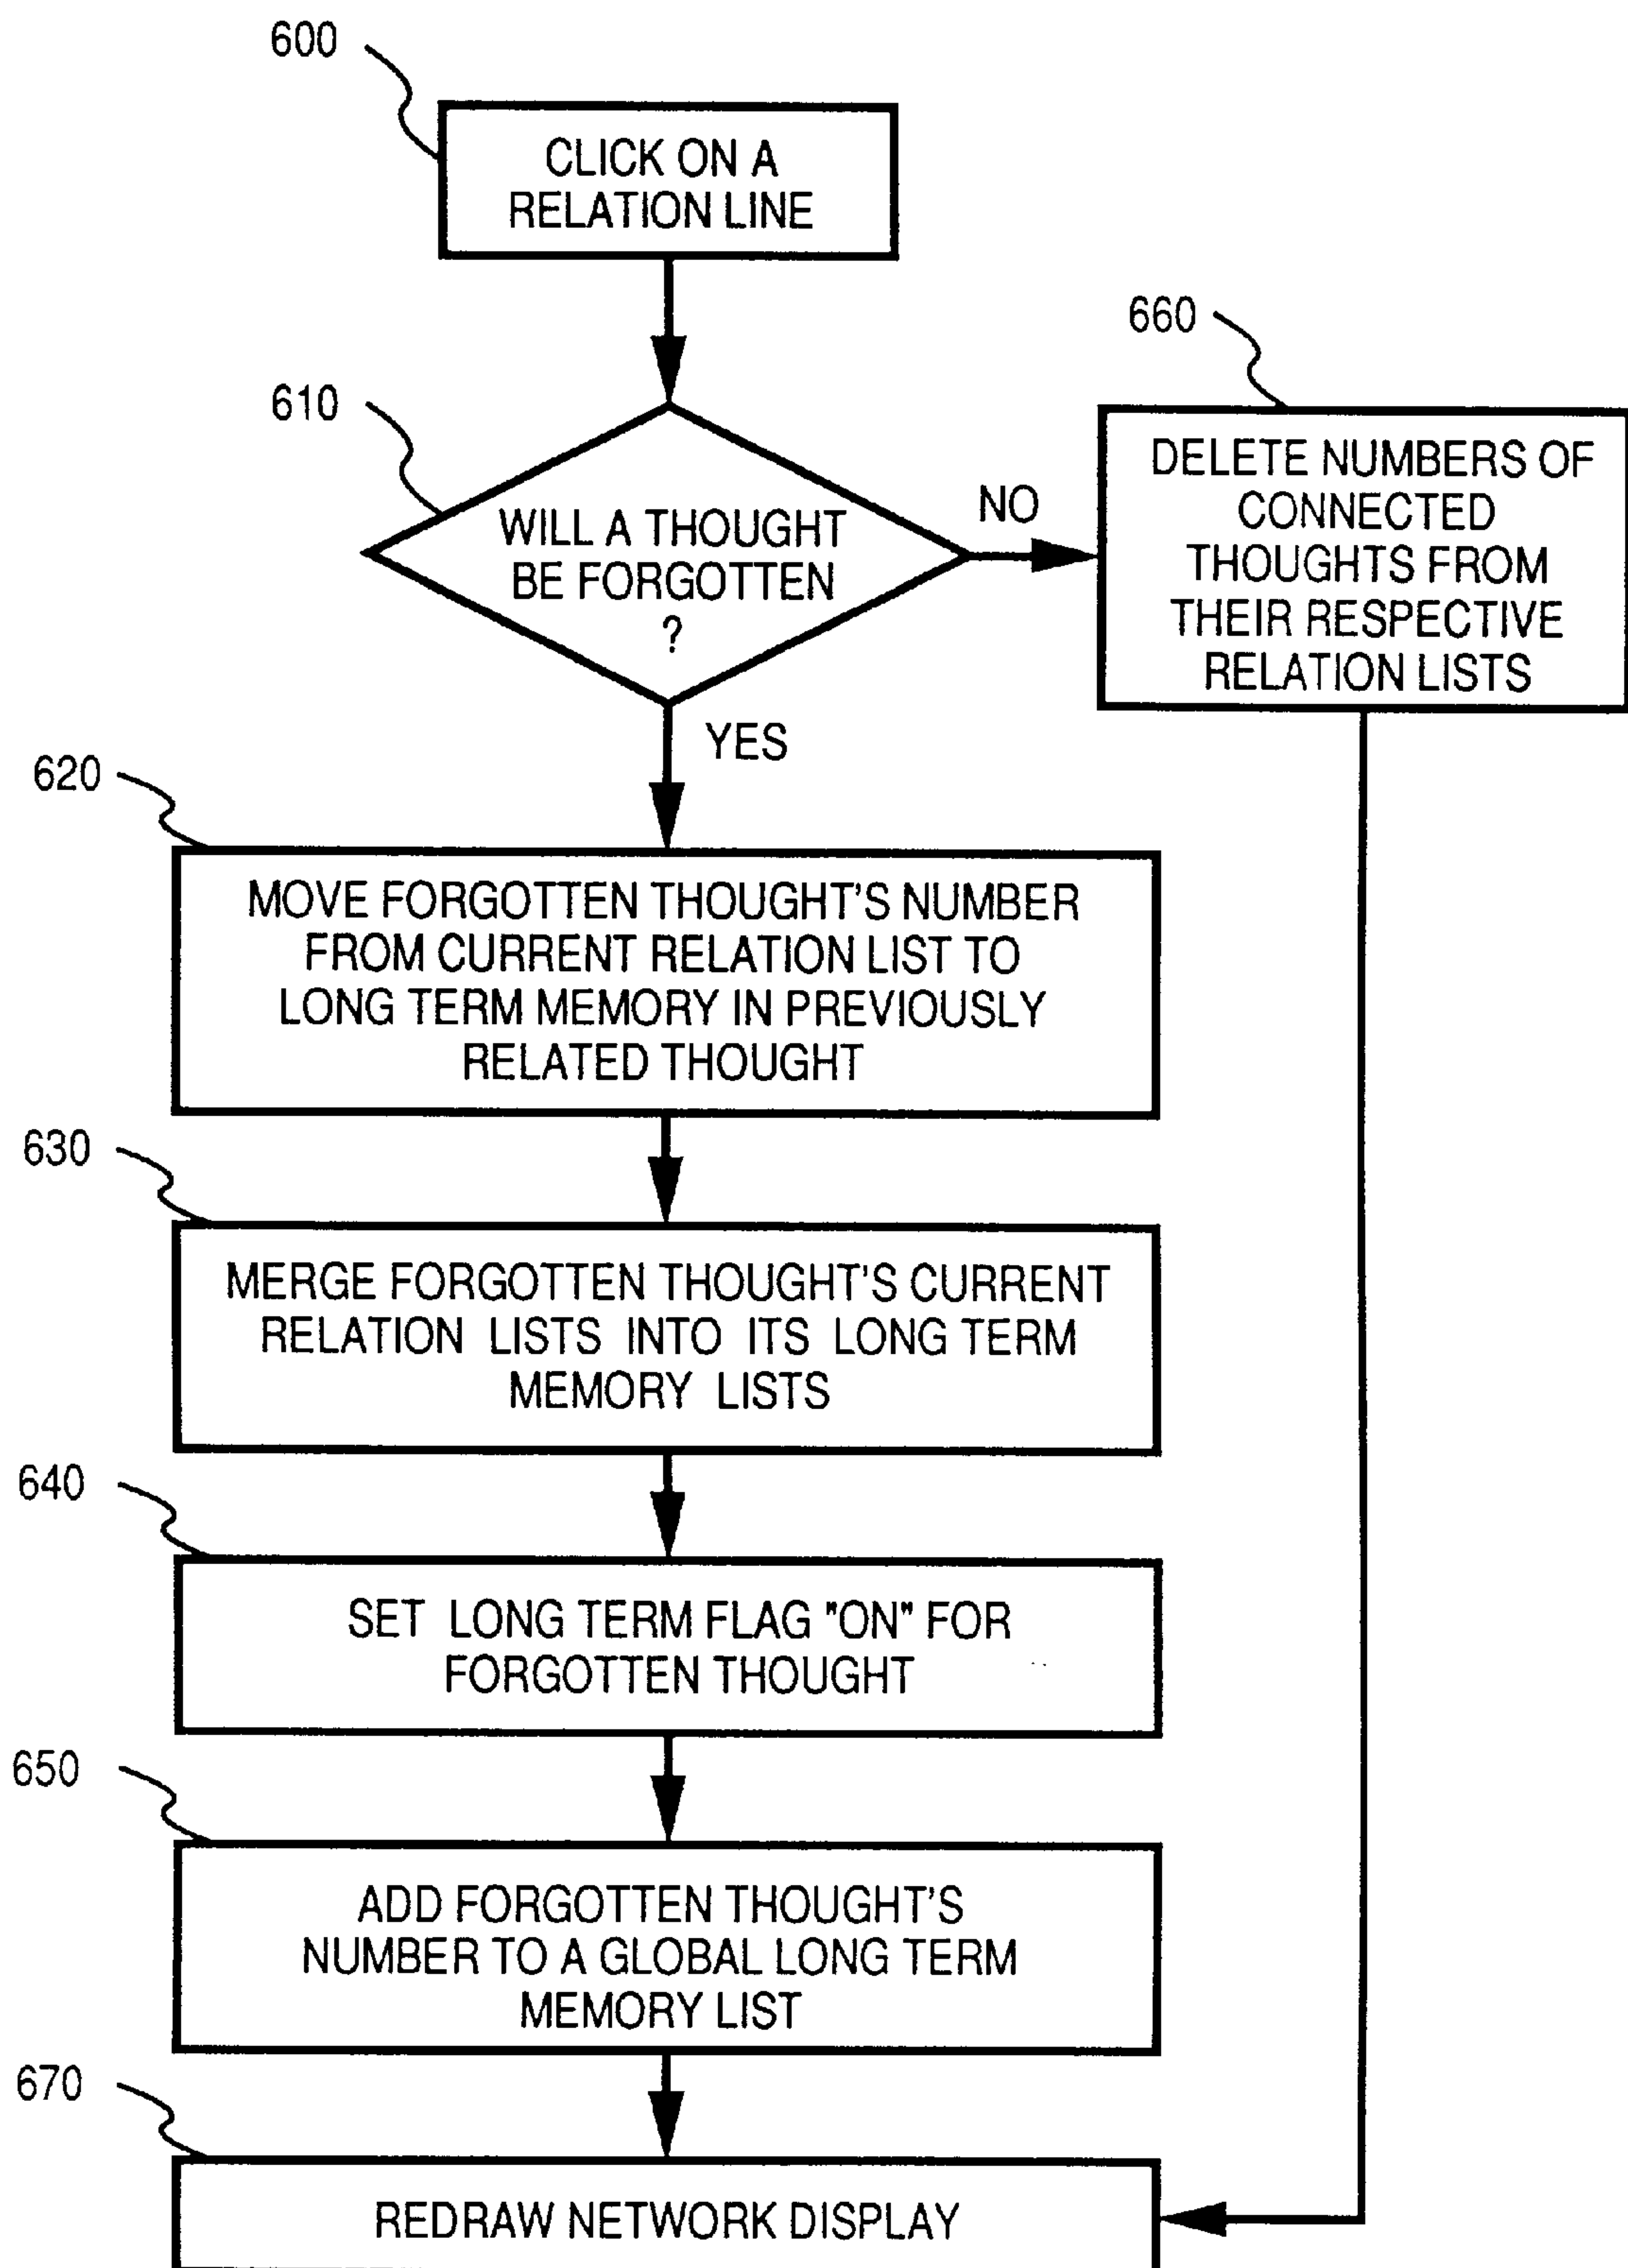 600
CLICK ON A
RELATION LINE
610
WILL A THOUGHT
BE FORGOTTEN
?
NO
YES
660
DELETE NUMBERS OF
CONNECTED
THOUGHTS FROM
THEIR RESPECTIVE
RELATION LISTS
620
MOVE FORGOTTEN THOUGHT'S NUMBER
FROM CURRENT RELATION LIST TO
LONG TERM MEMORY IN PREVIOUSLY
RELATED THOUGHT
630
MERGE FORGOTTEN THOUGHT'S CURRENT
RELATION LISTS INTO ITS LONG TERM
MEMORY LISTS
640
SET LONG TERM FLAG "ON" FOR
FORGOTTEN THOUGHT
650
ADD FORGOTTEN THOUGHT'S
NUMBER TO A GLOBAL LONG TERM
MEMORY LIST
670
REDRAW NETWORK DISPLAY